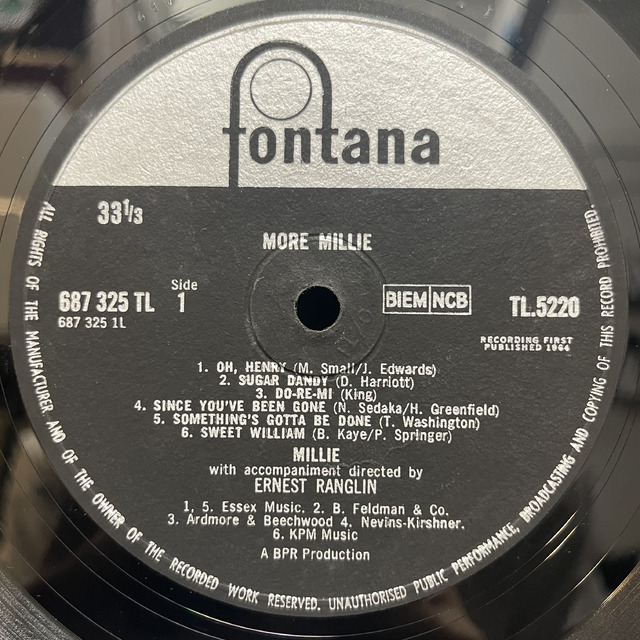 fontana
33 1/3
MORE MILLIE
687 325 TL
687 325 1L
Side
1
BIEM NCB
TL.5220
RECORDING FIRST
PUBLISHED 1964
1. OH, HENRY (M. Small/J. Edwards)
2. SUGAR DANDY (D. Harriott)
3. DO-RE-MI (King)
4. SINCE YOU'VE BEEN GONE (N. Sedaka/H. Greenfield)
5. SOMETHING'S GOTTA BE DONE (T. Washington)
6. SWEET WILLIAM (B. Kaye/P. Springer)
MILLIE
with accompaniment directed by
ERNEST RANGLIN
1, 5. Essex Music. 2. B. Feldman & Co.
3. Ardmore & Beechwood 4. Nevins-Kirshner.
6. KPM Music
A BPR Production
ALL RIGHTS OF THE MANUFACTURER AND OF THE OWNER OF THE RECORDED WORK RESERVED. UNAUTHORISED PUBLIC PERFORMANCE, BROADCASTING AND COPYING OF THIS RECORD PROHIBITED.